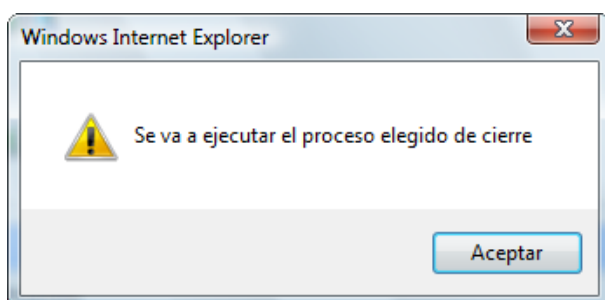 Windows Internet Explorer
Se va a ejecutar el proceso elegido de cierre
Aceptar